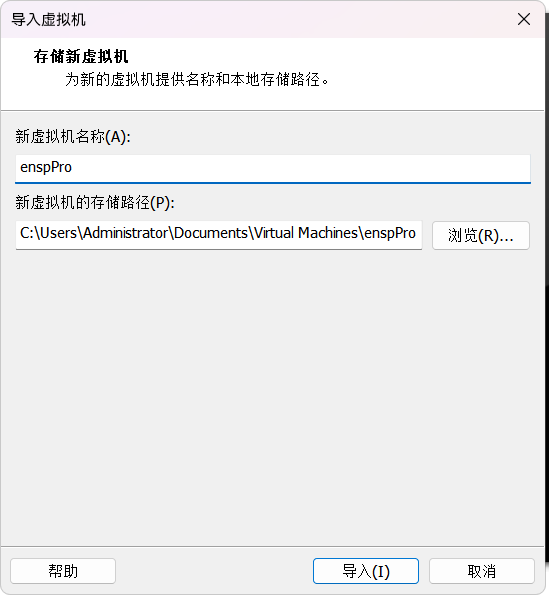 导入虚拟机
存储新虚拟机
为新的虚拟机提供名称和本地存储路径。
新虚拟机名称(A):
enspPro
新虚拟机的存储路径(P):
C:\Users\Administrator\Documents\Virtual Machines\enspPro
浏览(R)...
帮助
导入(I)
取消